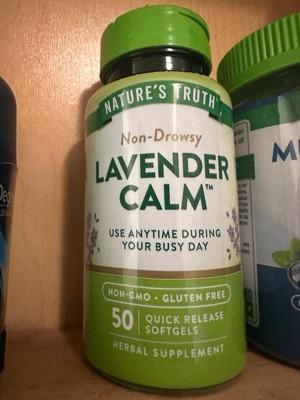 NATURE'S TRUTH
Non-Drowsy
LAVENDER
CALM™
USE ANYTIME DURING
YOUR BUSY DAY
NON-GMO • GLUTEN FREE
50 QUICK RELEASE
SOFTGELS
HERBAL SUPPLEMENT